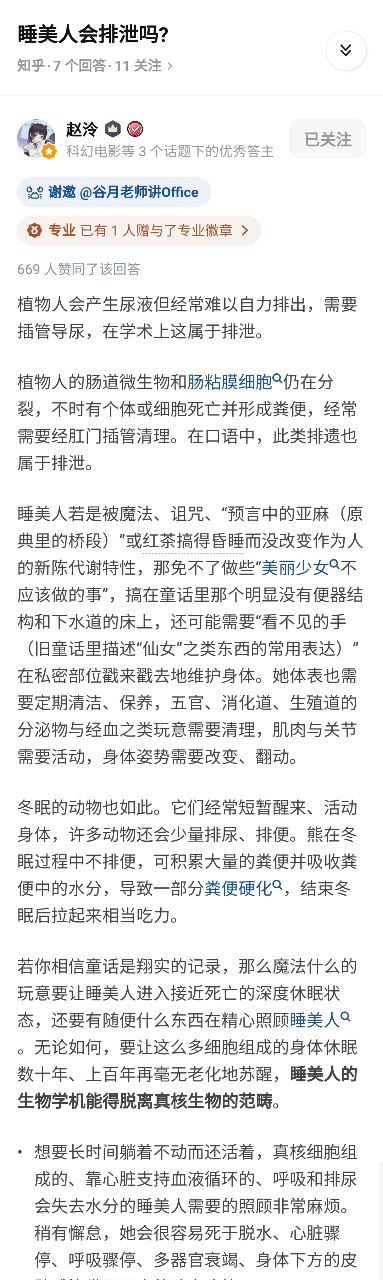 睡美人会排泄吗?
知乎·7 个回答·11 关注 >
赵泠
已关注
科幻电影等 3 个话题下的优秀答主
谢邀 @谷月老师讲Office
专业 已有 1 人赠与了专业徽章 >
669 人赞同了该回答
植物人会产生尿液但经常难以自力排出，需要
插管导尿，在学术上这属于排泄。
植物人的肠道微生物和肠粘膜细胞仍在分
裂，不时有个体或细胞死亡并形成粪便，经常
需要经肛门插管清理。在口语中，此类排遗也
属于排泄。
睡美人若是被魔法、诅咒、“预言中的亚麻（原
典里的桥段）”或红茶搞得昏睡而没改变作为人
的新陈代谢特性，那免不了做些“美丽少女不
应该做的事”，搞在童话里那个明显没有便器结
构和下水道的床上，还可能需要“看不见的手
（旧童话里描述“仙女”之类东西的常用表达）”
在私密部位戳来戳去地维护身体。她体表也需
要定期清洁、保养，五官、消化道、生殖道的
分泌物与经血之类玩意需要清理，肌肉与关节
需要活动，身体姿势需要改变、翻动。
冬眠的动物也如此。它们经常短暂醒来、活动
身体，许多动物还会少量排尿、排便。熊在冬
眠过程中不排便，可积累大量的粪便并吸收粪
便中的水分，导致一部分粪便硬化，结束冬
眠后拉起来相当吃力。
若你相信童话是翔实的记录，那么魔法什么的
玩意要让睡美人进入接近死亡的深度休眠状
态，还要有随便什么东西在精心照顾睡美人
。无论如何，要让这么多细胞组成的身体休眠
数十年、上百年再毫无老化地苏醒，睡美人的
生物学机能得脱离真核生物的范畴。
• 想要长时间躺着不动而还活着，真核细胞组
成的、靠心脏支持血液循环的、呼吸和排尿
会失去水分的睡美人需要的照顾非常麻烦。
稍有懈怠，她会很容易死于脱水、心脏骤
停、呼吸骤停、多器官衰竭、身体下方的皮